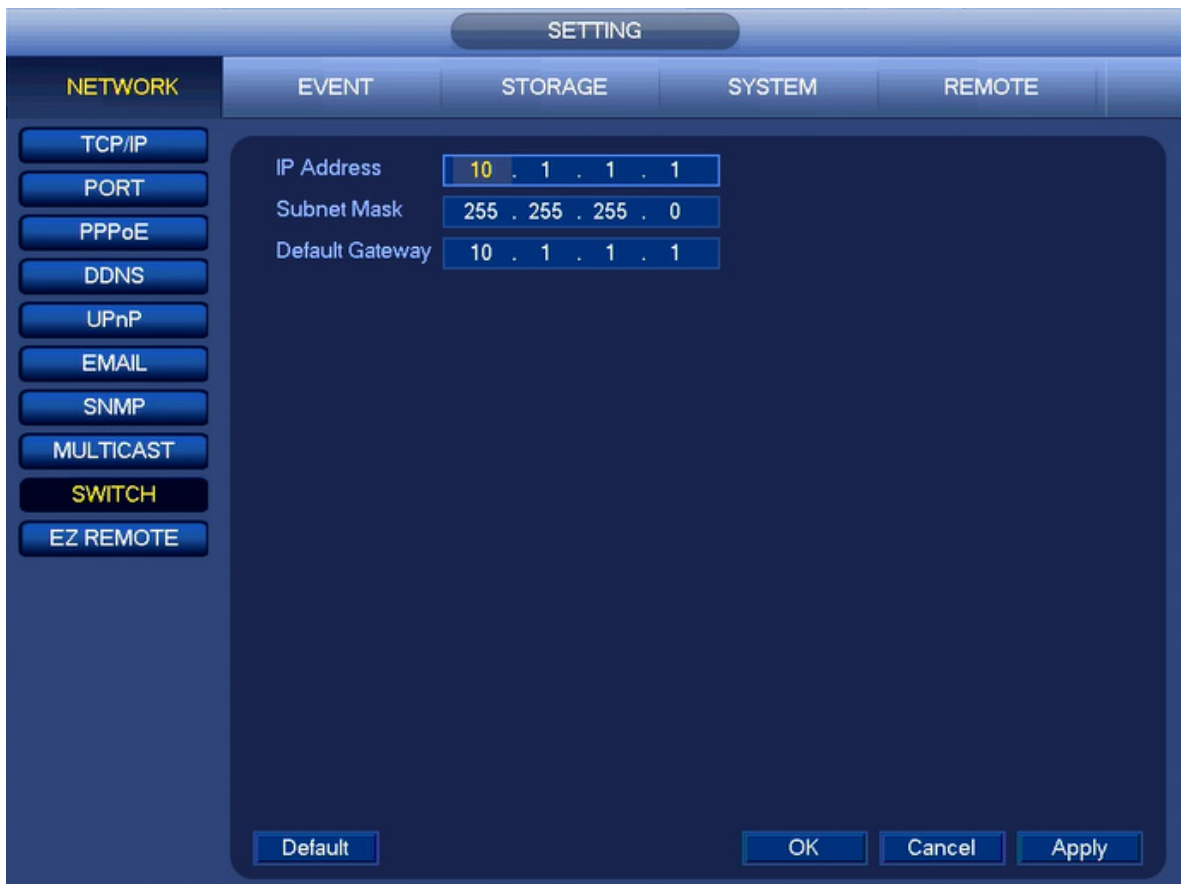 SETTING
NETWORK EVENT STORAGE SYSTEM REMOTE
TCP/IP
PORT
PPPoE
DDNS
UPnP
EMAIL
SNMP
MULTICAST
SWITCH
EZ REMOTE
IP Address 10 . 1 . 1 . 1
Subnet Mask 255 . 255 . 255 . 0
Default Gateway 10 . 1 . 1 . 1
Default OK Cancel Apply